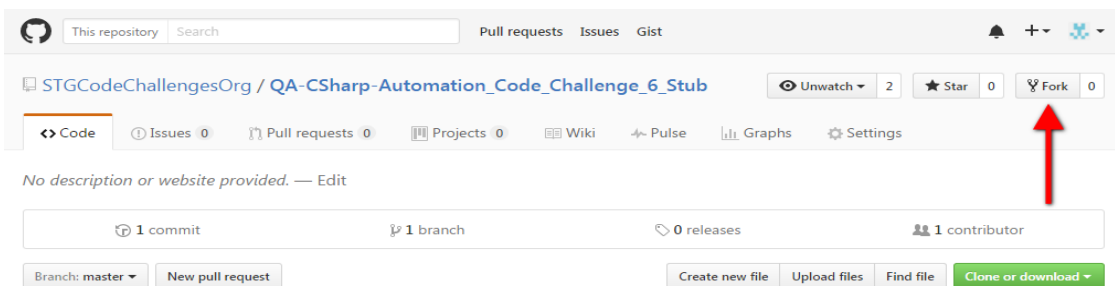 This repository Search Pull requests Issues Gist
STGCodeChallengesOrg / QA-CSharp-Automation_Code_Challenge_6_Stub Unwatch 2 Star 0 Fork 0
Code Issues 0 Pull requests 0 Projects 0 Wiki Pulse Graphs Settings
No description or website provided. — Edit
1 commit 1 branch 0 releases 1 contributor
Branch: master New pull request Create new file Upload files Find file Clone or download